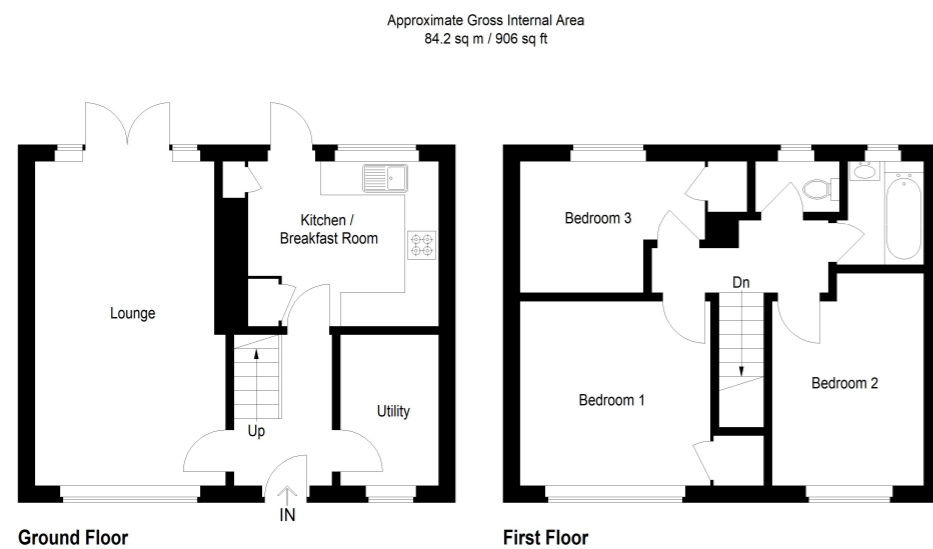 Approximate Gross Internal Area
84.2 sq m / 906 sq ft
Kitchen /
Breakfast Room
Lounge
Utility
Up
IN
Ground Floor
Bedroom 3
Dn
Bedroom 2
Bedroom 1
First Floor